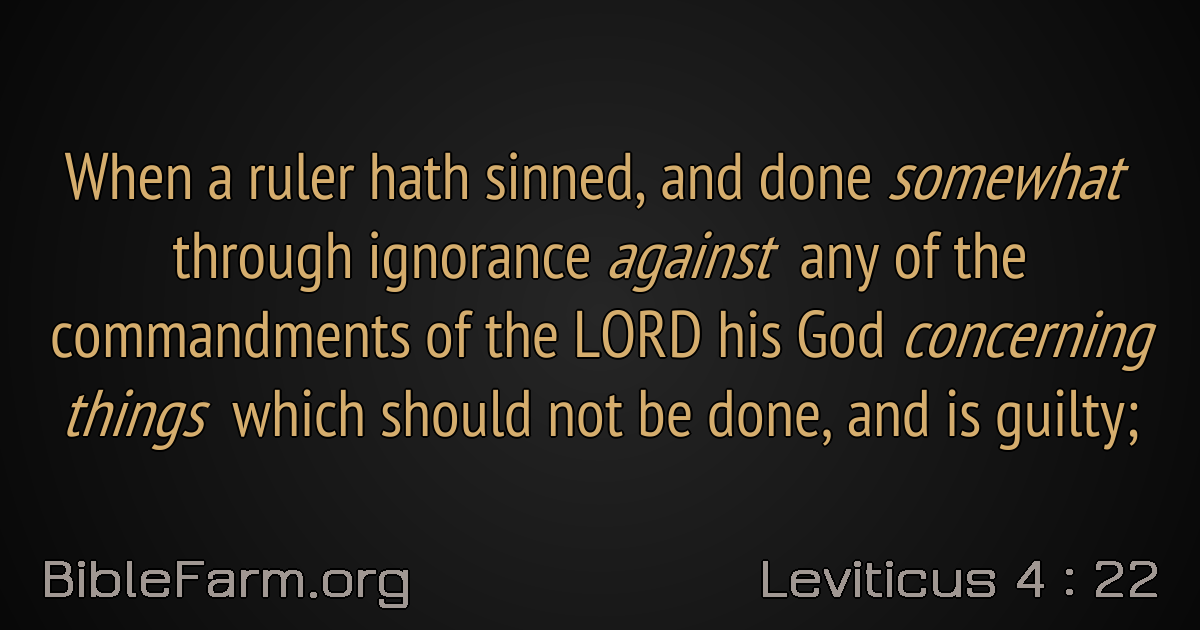 When a ruler hath sinned, and done somewhat
through ignorance against any of the
commandments of the LORD his God concerning
things which should not be done, and is guilty;
BibleFarm.org
Leviticus 4 : 22